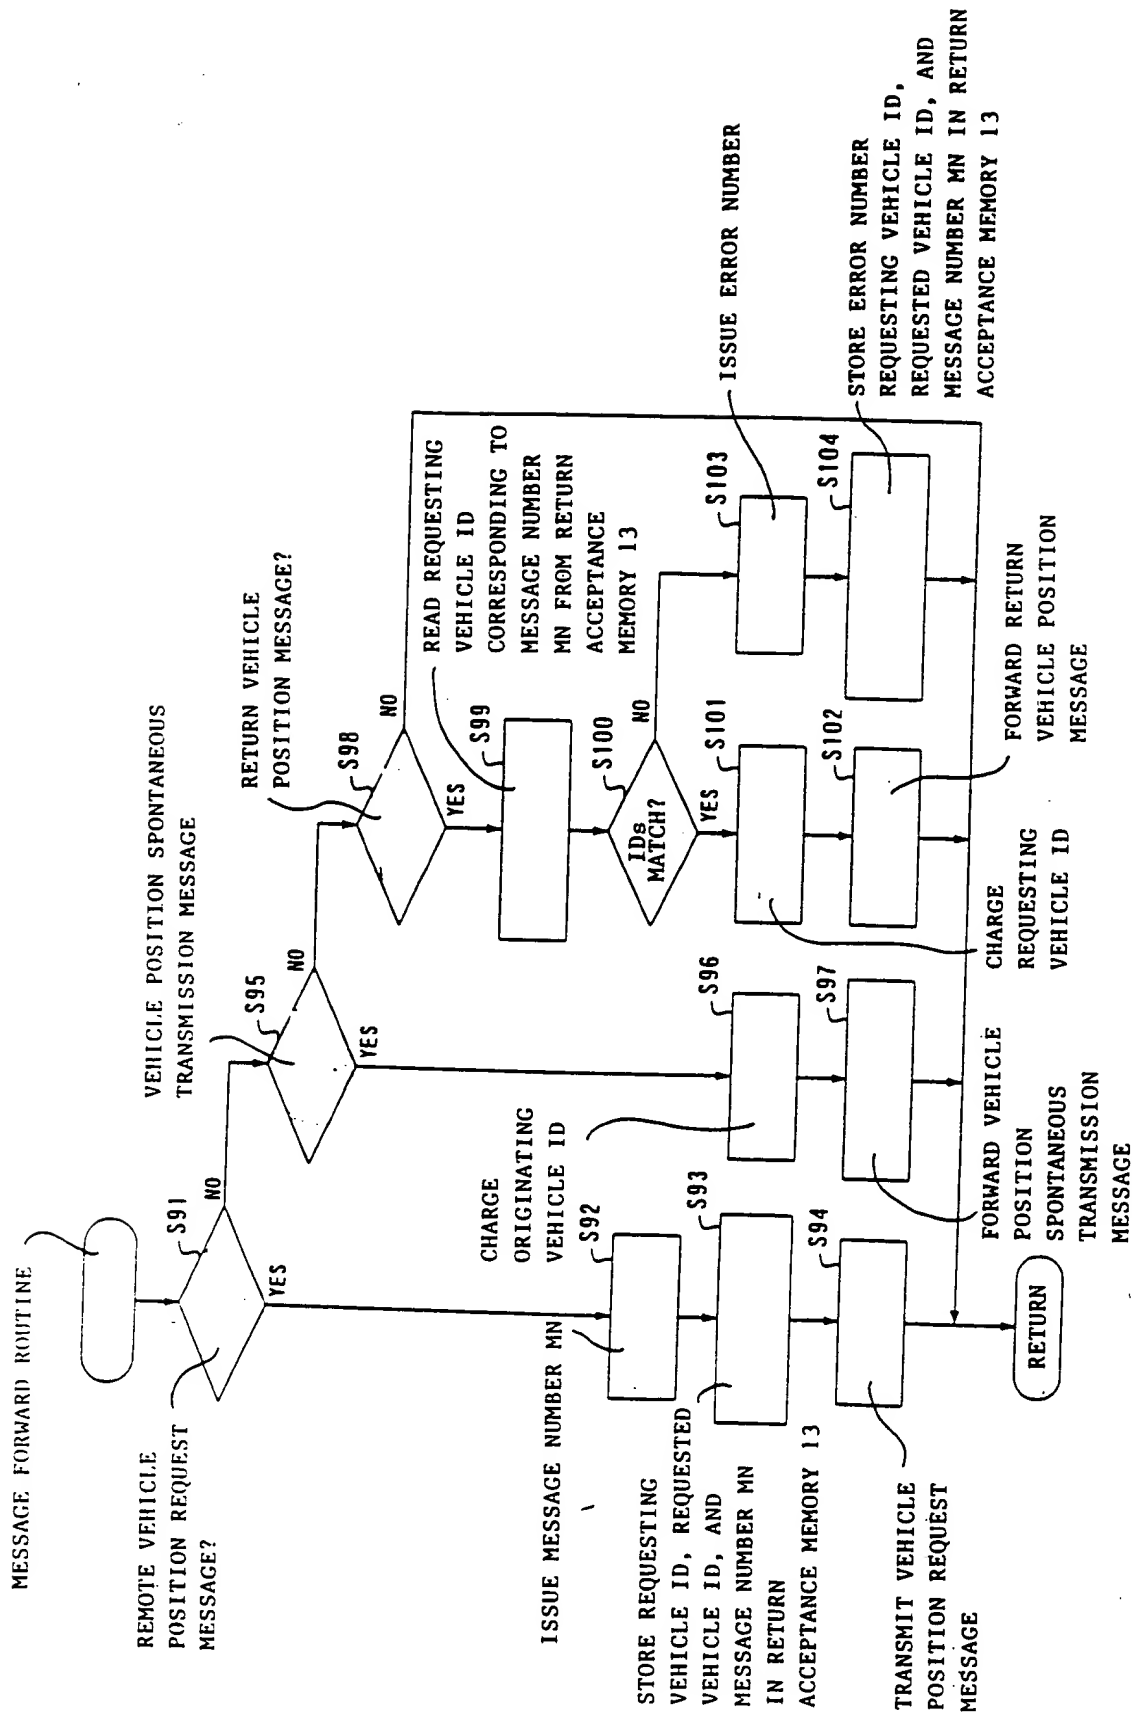 MESSAGE FORWARD ROUTINE
REMOTE VEHICLE
POSITION REQUEST
MESSAGE?
S91
NO
YES
VEHICLE POSITION SPONTANEOUS
TRANSMISSION MESSAGE
S95
NO
YES
RETURN VEHICLE
POSITION MESSAGE?
S98
NO
YES
READ REQUESTING
VEHICLE ID
CORRESPONDING TO
MESSAGE NUMBER
MN FROM RETURN
ACCEPTANCE
MEMORY 13
S99
S100
IDs
MATCH?
NO
YES
ISSUE MESSAGE NUMBER MN
S92
STORE REQUESTING
VEHICLE ID, REQUESTED
VEHICLE ID, AND
MESSAGE NUMBER MN
IN RETURN
ACCEPTANCE MEMORY 13
S93
S94
TRANSMIT VEHICLE
POSITION REQUEST
MESSAGE
CHARGE
ORIGINATING
VEHICLE ID
S96
S97
FORWARD VEHICLE
POSITION
SPONTANEOUS
TRANSMISSION
MESSAGE
S101
CHARGE
REQUESTING
VEHICLE ID
S102
FORWARD RETURN
VEHICLE POSITION
MESSAGE
ISSUE ERROR NUMBER
S103
STORE ERROR NUMBER
REQUESTING VEHICLE ID,
REQUESTED VEHICLE ID, AND
MESSAGE NUMBER MN IN RETURN
ACCEPTANCE MEMORY 13
S104
RETURN